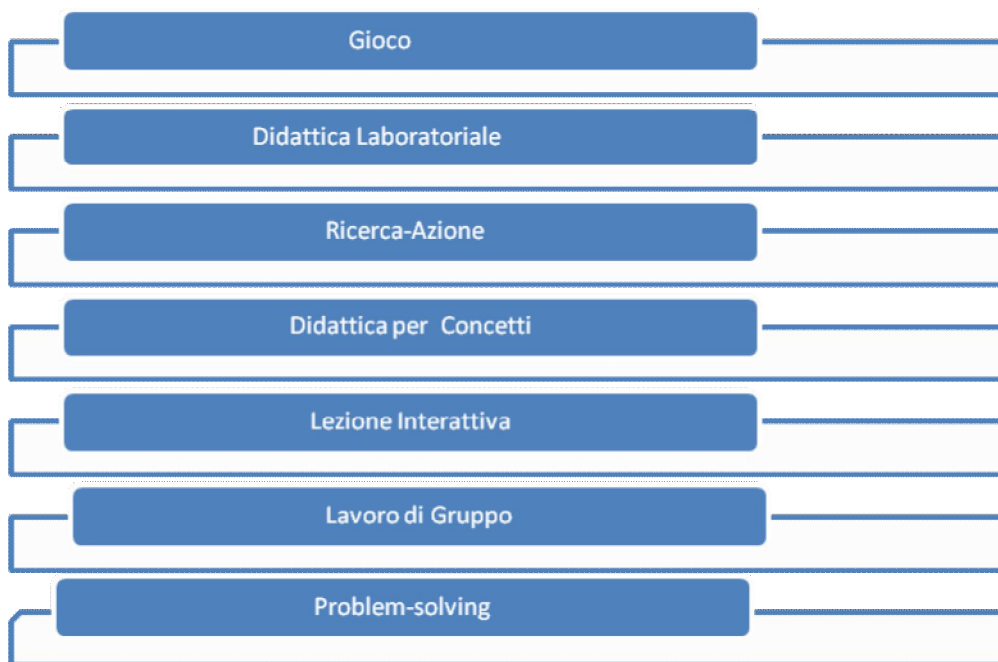 Gioco
Didattica Laboratoriale
Ricerca-Azione
Didattica per Concetti
Lezione Interattiva
Lavoro di Gruppo
Problem-solving